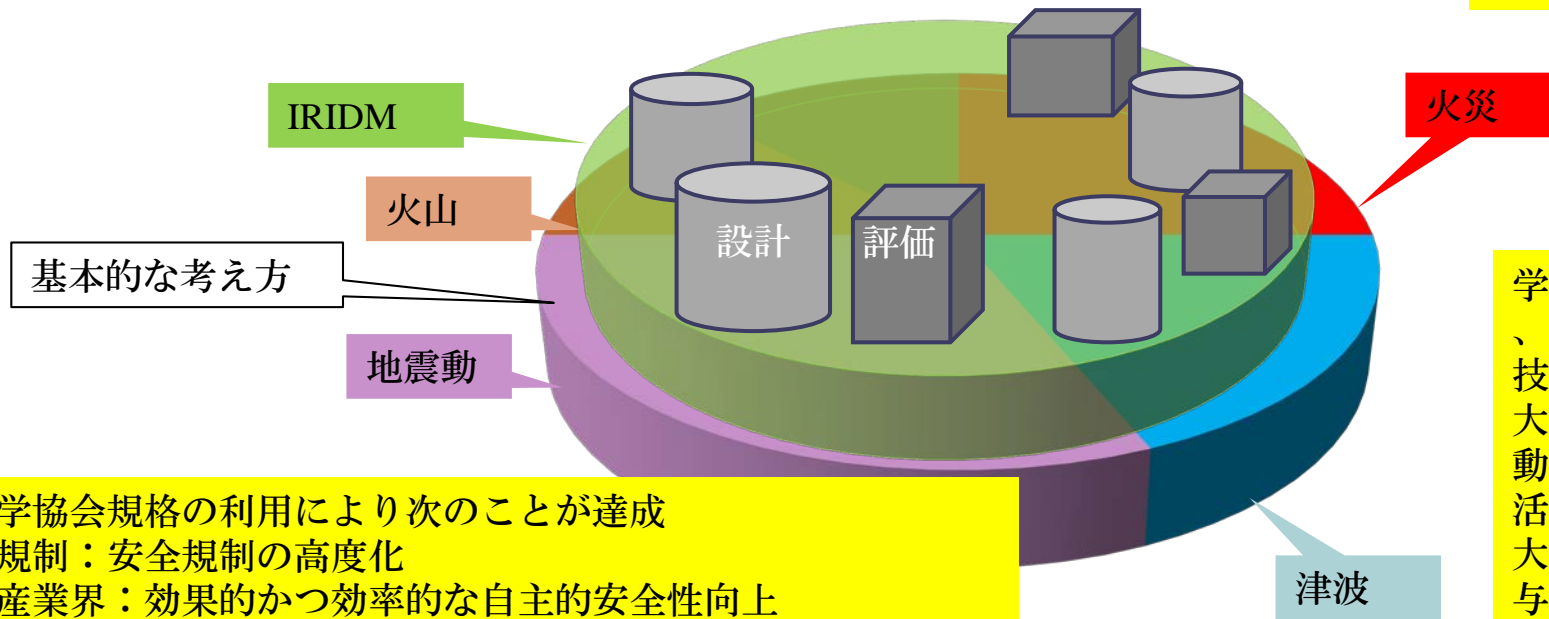 IRIDM
火災
火山
設計
評価
基本的な考え方
地震動
学協会規格の利用により次のことが達成
規制：安全規制の高度化
産業界：効果的かつ効率的な自主的安全性向上
津波
学
、
技
大
動
活
大
与